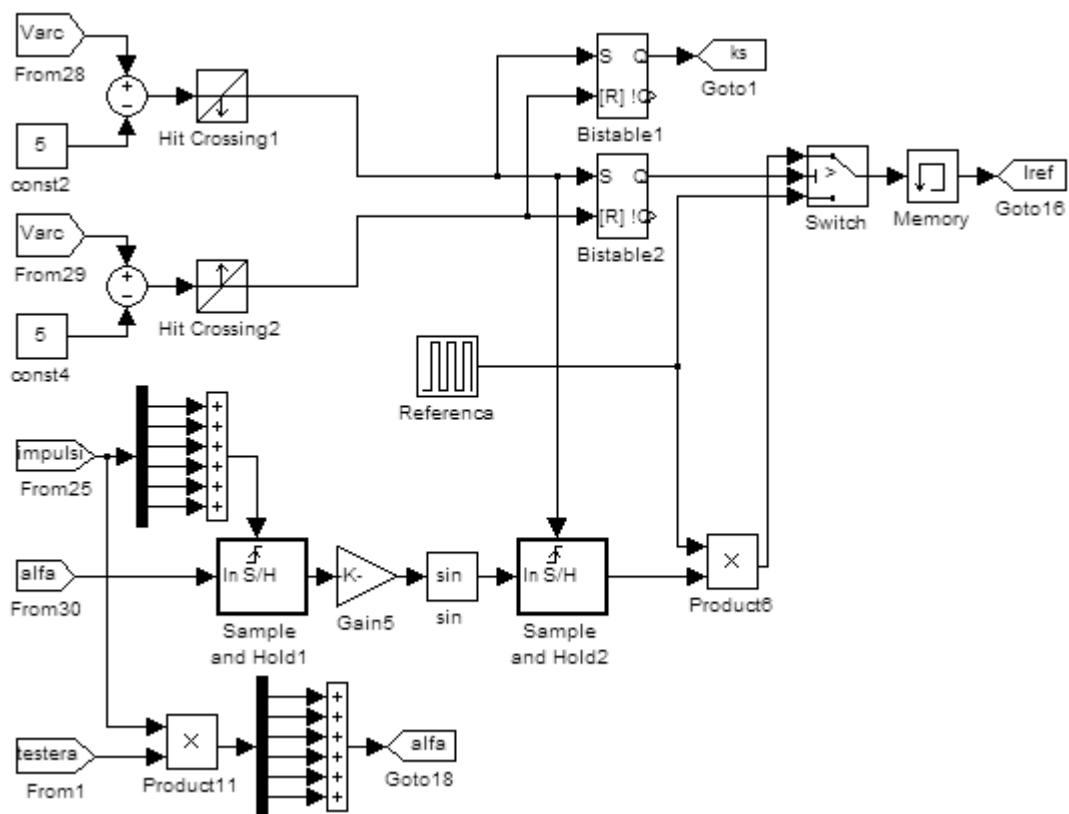 Varc
From28
5
const2
+
−
Hit Crossing1
S Q
[R] !Q
Bistable1
ks
Goto1
S Q
[R] !Q
Bistable2
>
Switch
Memory
Iref
Goto16
Varc
From29
5
const4
+
−
Hit Crossing2
Referenca
impulsi
From25
+
+
+
+
+
+
alfa
From30
In S/H
Sample
and Hold1
K-
Gain5
sin
sin
In S/H
Sample
and Hold2
×
Product6
testera
From1
×
Product11
+
+
+
+
+
+
alfa
Goto18